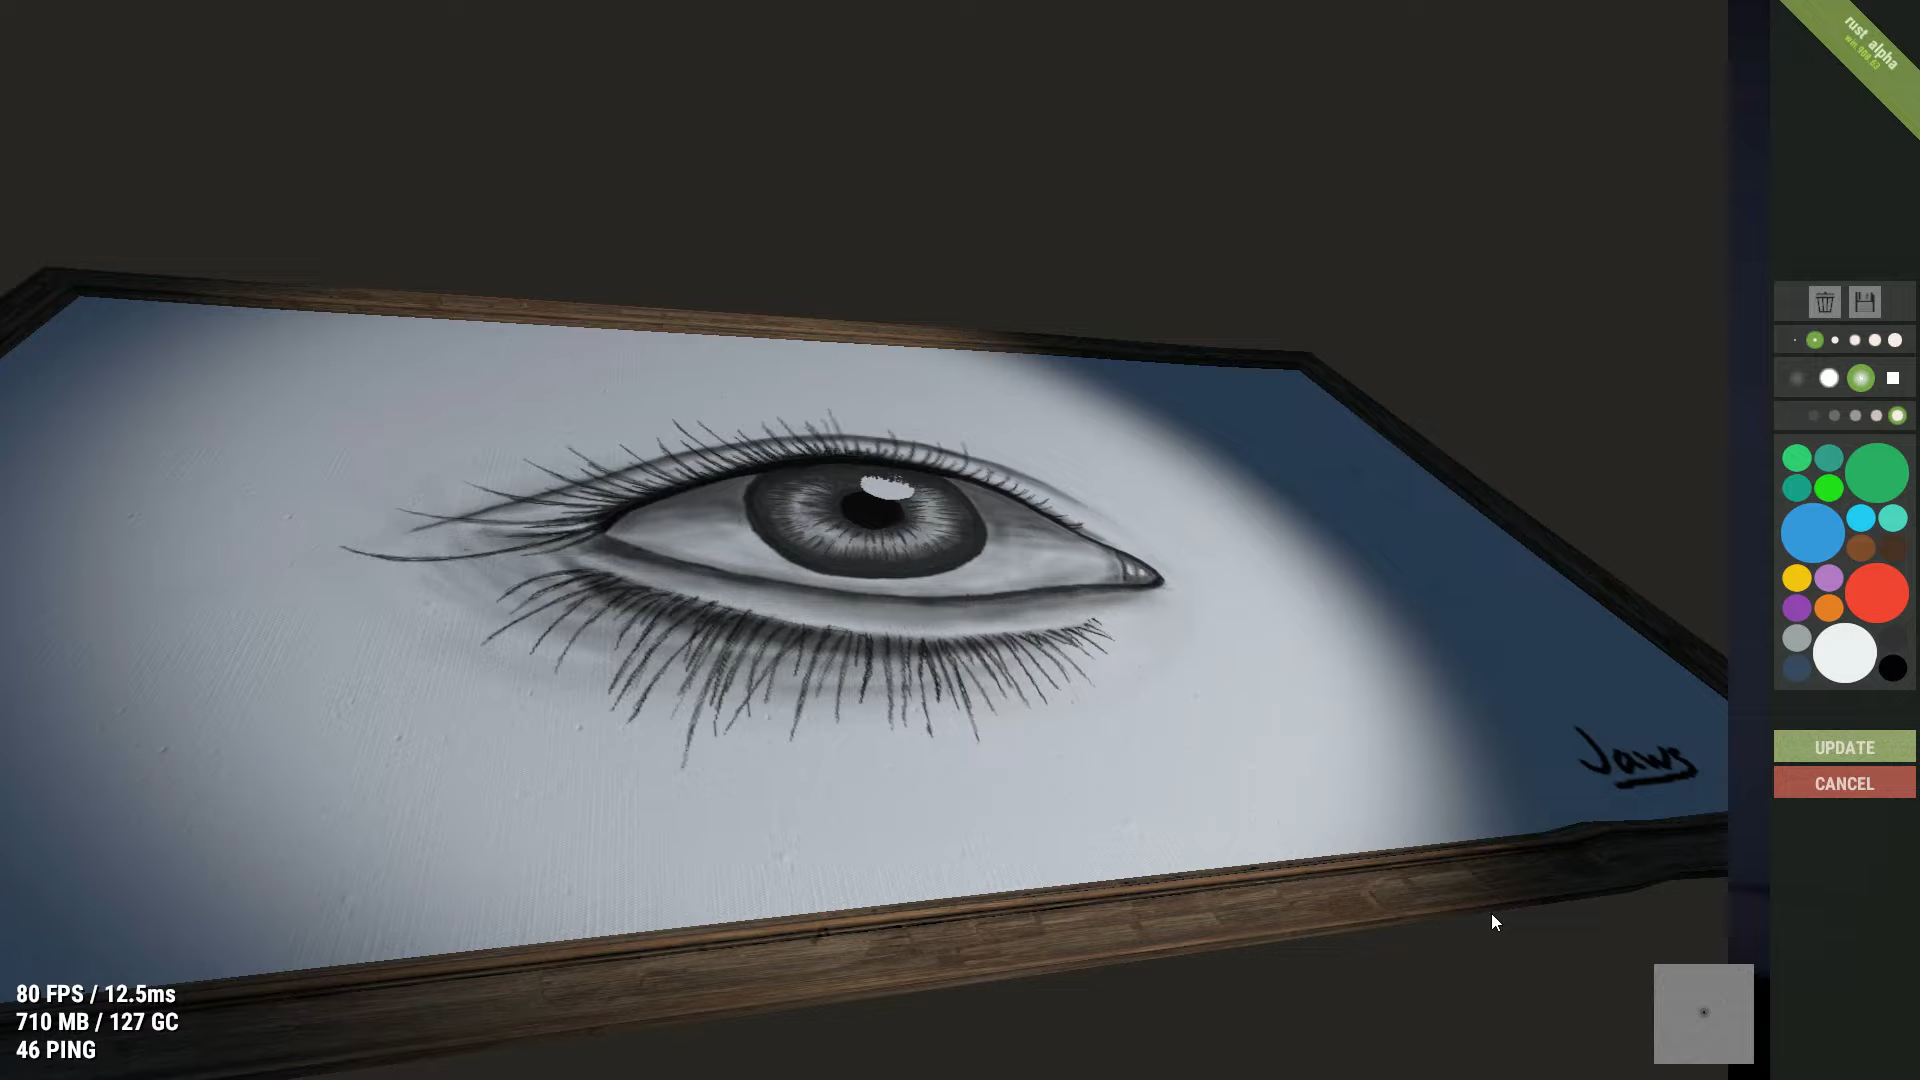 rust alpha
Jaws
UPDATE
CANCEL
80 FPS / 12.5ms
710 MB / 127 GC
46 PING